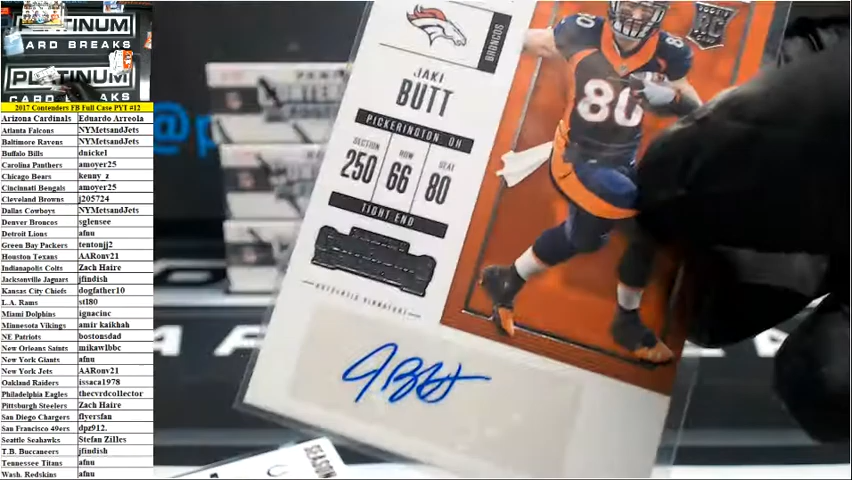 PLATINUM
CARD BREAKS
PLATINUM
2017 Contenders FB Full Case PYT #12
Arizona Cardinals Eduardo Arreola
Atlanta Falcons NYMetsandJets
Baltimore Ravens NYMetsandJets
Buffalo Bills dnickel
Carolina Panthers amoyer25
Chicago Bears kenny_z
Cincinnati Bengals amoyer25
Cleveland Browns j205724
Dallas Cowboys NYMetsandJets
Denver Broncos sglensee
Detroit Lions afnu
Green Bay Packers tentonjj2
Houston Texans AARonv21
Indianapolis Colts Zach Haire
Jacksonville Jaguars jfindish
Kansas City Chiefs dogfather10
L.A. Rams stl80
Miami Dolphins ignacinc
Minnesota Vikings amir kaikhah
NE Patriots bostonsdad
New Orleans Saints mikawlbbc
New York Giants afnu
New York Jets AARonv21
Oakland Raiders issaca1978
Philadelphia Eagles thecvrdcollector
Pittsburgh Steelers Zach Haire
San Diego Chargers flyersfan
San Francisco 49ers dpz912.
Seattle Seahawks Stefan Zilles
T.B. Buccaneers jfindish
Tennessee Titans afnu
Wash. Redskins afnu
BRONCOS
JAKE
BUTT
PICKERINGTON OH
SECTION ROW SEAT
250 66 80
TIGHT END
AUTHENTIC SIGNATURE
J Butt
80
80
SEASON